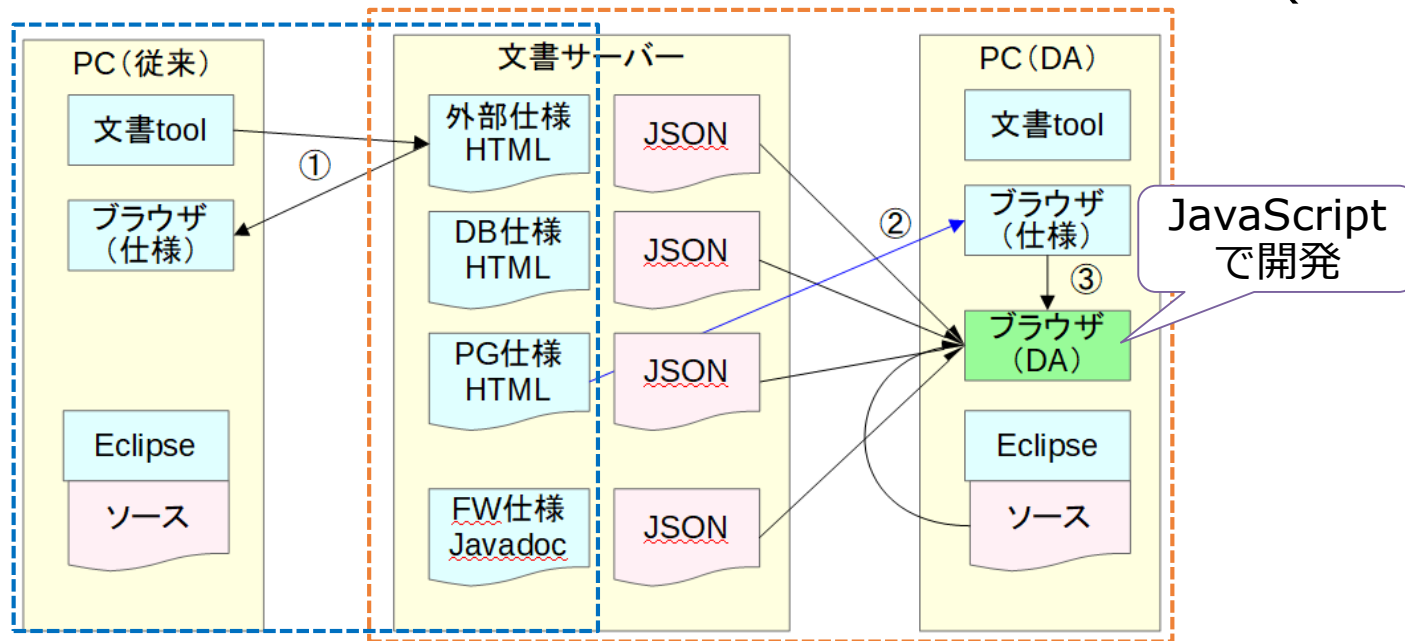 PC(従来)
文書tool
①
ブラウザ
(仕様)
Eclipse
ソース
文書サーバー
外部仕様
HTML
JSON
DB仕様
HTML
JSON
PG仕様
HTML
JSON
FW仕様
Javadoc
JSON
PC(DA)
文書tool
②
ブラウザ
(仕様)
③
ブラウザ
(DA)
Eclipse
ソース
JavaScript
で開発